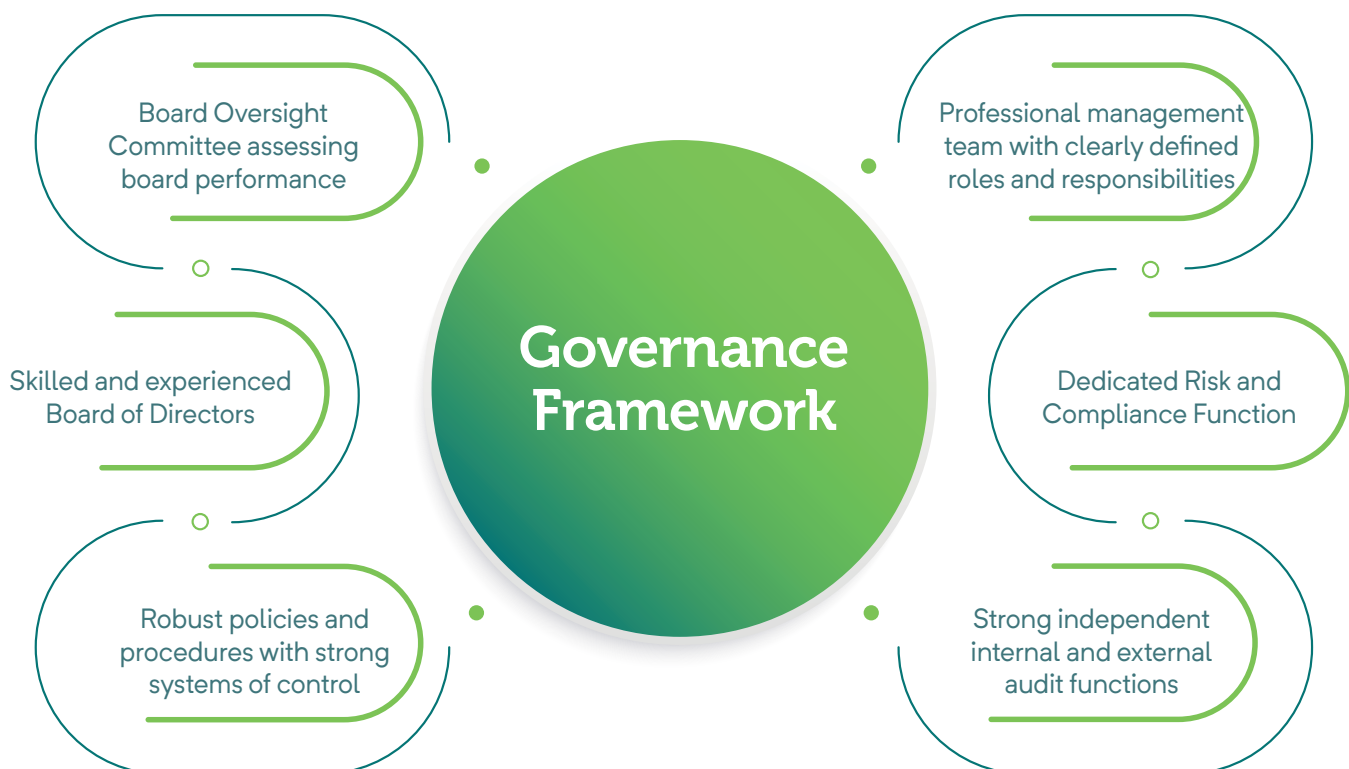 Board Oversight
Committee assessing
board performance
Skilled and experienced
Board of Directors
Robust policies and
procedures with strong
systems of control
Governance
Framework
Professional management
team with clearly defined
roles and responsibilities
Dedicated Risk and
Compliance Function
Strong independent
internal and external
audit functions